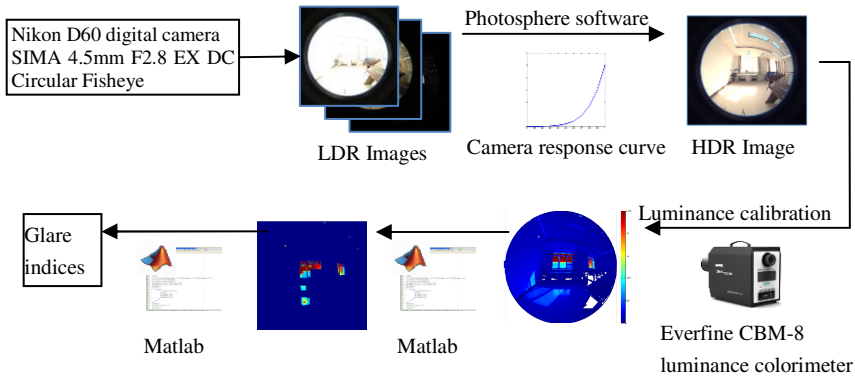 Nikon D60 digital camera
SIMA 4.5mm F2.8 EX DC
Circular Fisheye
Photosphere software
LDR Images
Camera response curve
HDR Image
Luminance calibration
Glare
indices
Matlab
Matlab
Everfine CBM-8
luminance colorimeter